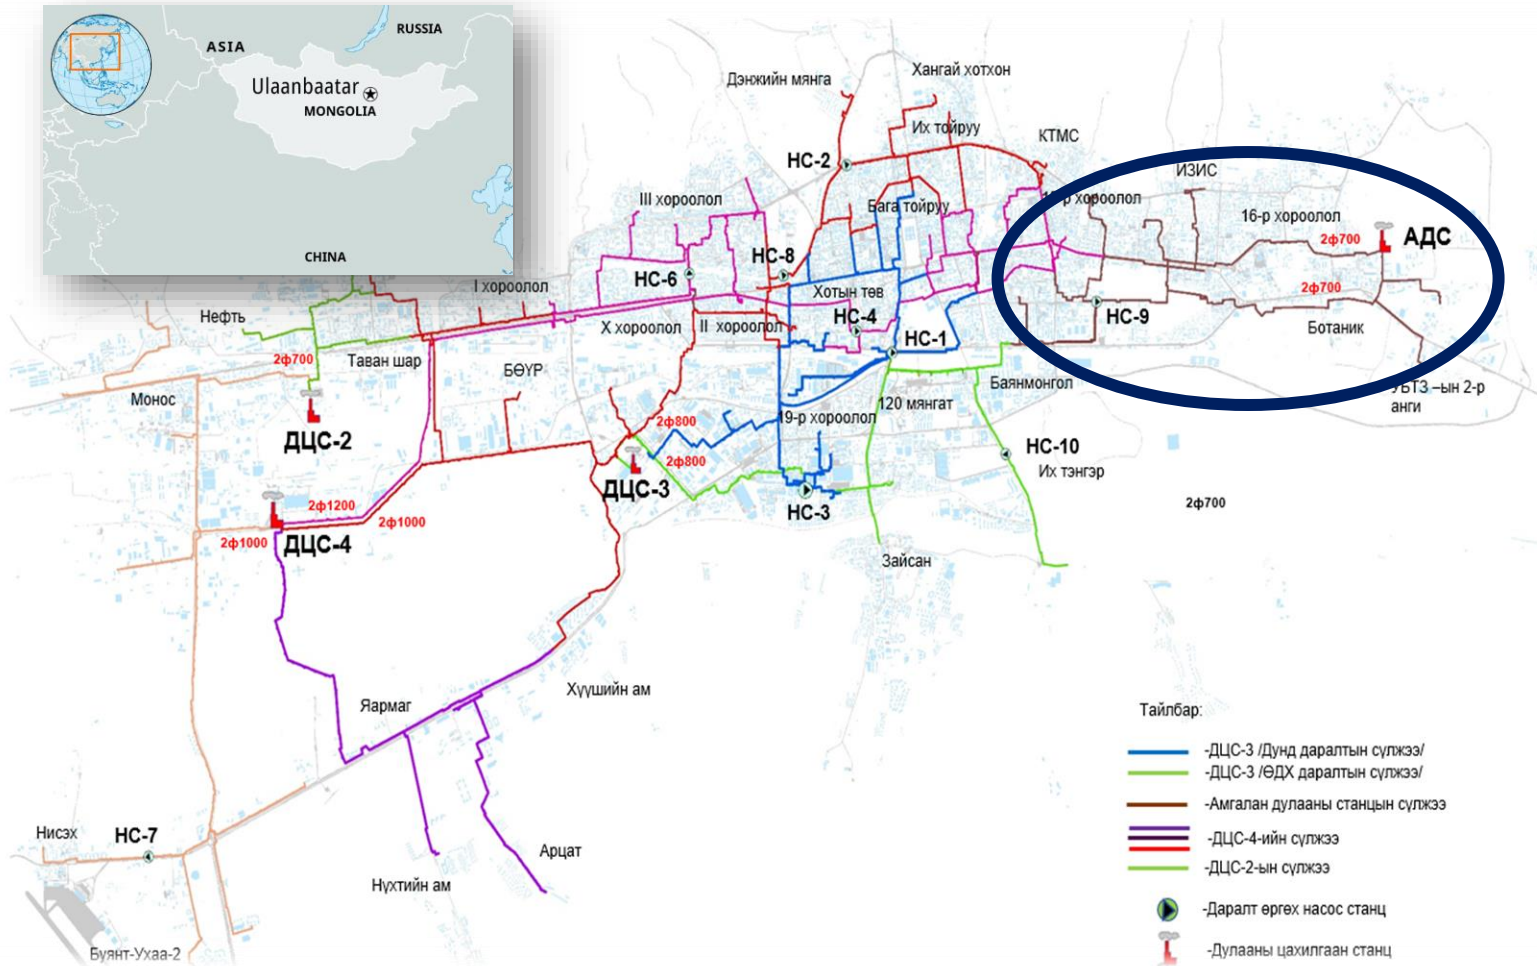 RUSSIA
ASIA
Ulaanbaatar
MONGOLIA
CHINA
Дэнжийн мянга
Хангай хотхон
Их тойруу
КТМС
НС-2
ИЗИС
III хороолол
Бага тойруу
р хороолол
16-р хороолол
2ф700
АДС
НС-8
НС-6
I хороолол
Хотын төв
2ф700
НС-9
Нефть
X хороолол
II хороолол
НС-4
НС-1
Ботаник
2ф700
Таван шар
БӨҮР
Баянмонгол
УБТЗ –ын 2-р
анги
Монос
120 мянгат
19-р хороолол
2ф800
ДЦС-2
2ф800
НС-10
Их тэнгэр
ДЦС-3
2ф1200
2ф1000
НС-3
2ф700
2ф1000
ДЦС-4
Зайсан
Хүүшийн ам
Яармаг
Нисэх
НС-7
Арцат
Нүхтийн ам
Буянт-Ухаа-2
Тайлбар:
-ДЦС-3 /Дунд даралтын сүлжээ/
-ДЦС-3 /ӨДХ даралтын сүлжээ/
-Амгалан дулааны станцын сүлжээ
-ДЦС-4-ийн сүлжээ
-ДЦС-2-ын сүлжээ
-Даралт өргөх насос станц
-Дулааны цахилгаан станц